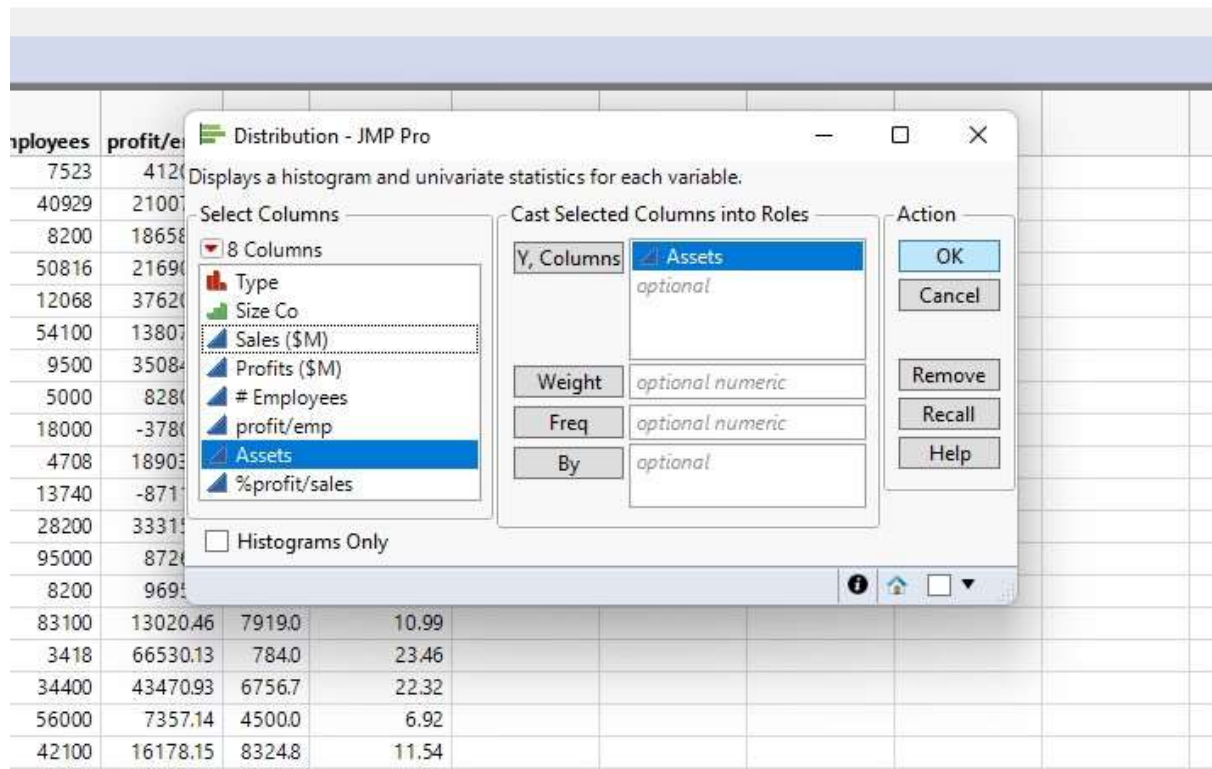 Distribution - JMP Pro
Displays a histogram and univariate statistics for each variable.
Select Columns
8 Columns
Type
Size Co
Sales ($M)
Profits ($M)
# Employees
profit/emp
Assets
%profit/sales
Histograms Only
Cast Selected Columns into Roles
Y, Columns Assets
optional
Weight optional numeric
Freq optional numeric
By optional
Action
OK
Cancel
Remove
Recall
Help
7523
40929
8200
50816
12068
54100
9500
5000
18000
4708
13740
28200
95000
8200
83100 13020.46 7919.0 10.99
3418 66530.13 784.0 23.46
34400 43470.93 6756.7 22.32
56000 7357.14 4500.0 6.92
42100 16178.15 8324.8 11.54